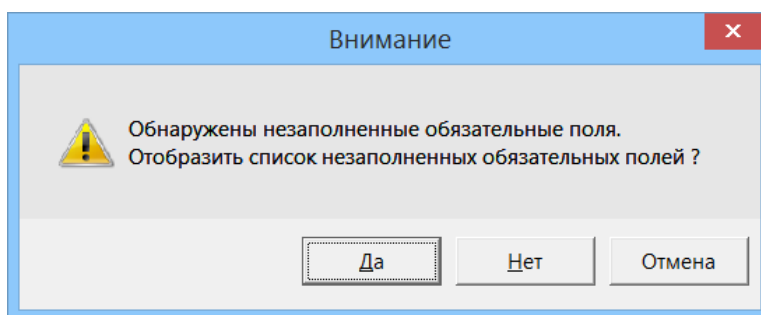 Внимание
Обнаружены незаполненные обязательные поля.
Отобразить список незаполненных обязательных полей ?
Да
Нет
Отмена